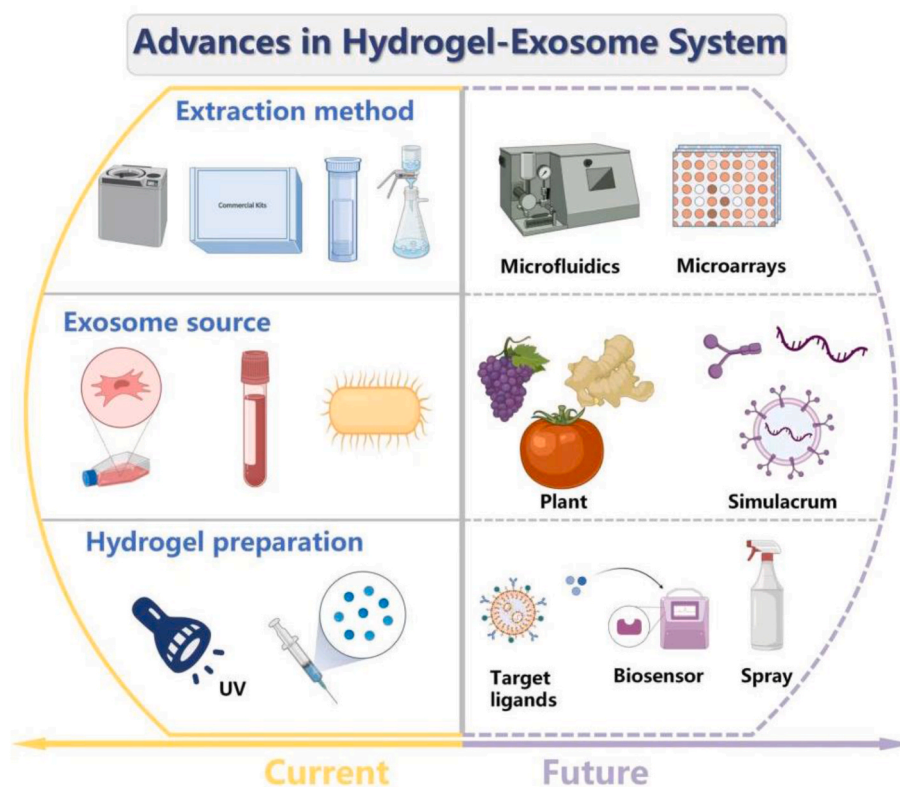 Advances in Hydrogel-Exosome System
Extraction method
Commercial Kits
Microfluidics
Microarrays
Exosome source
Plant
Simulacrum
Hydrogel preparation
UV
Target
ligands
Biosensor
Spray
Current
Future